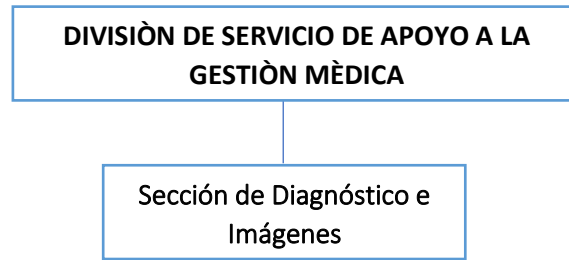 DIVISIÒN DE SERVICIO DE APOYO A LA
GESTIÒN MÈDICA
Sección de Diagnóstico e
Imágenes